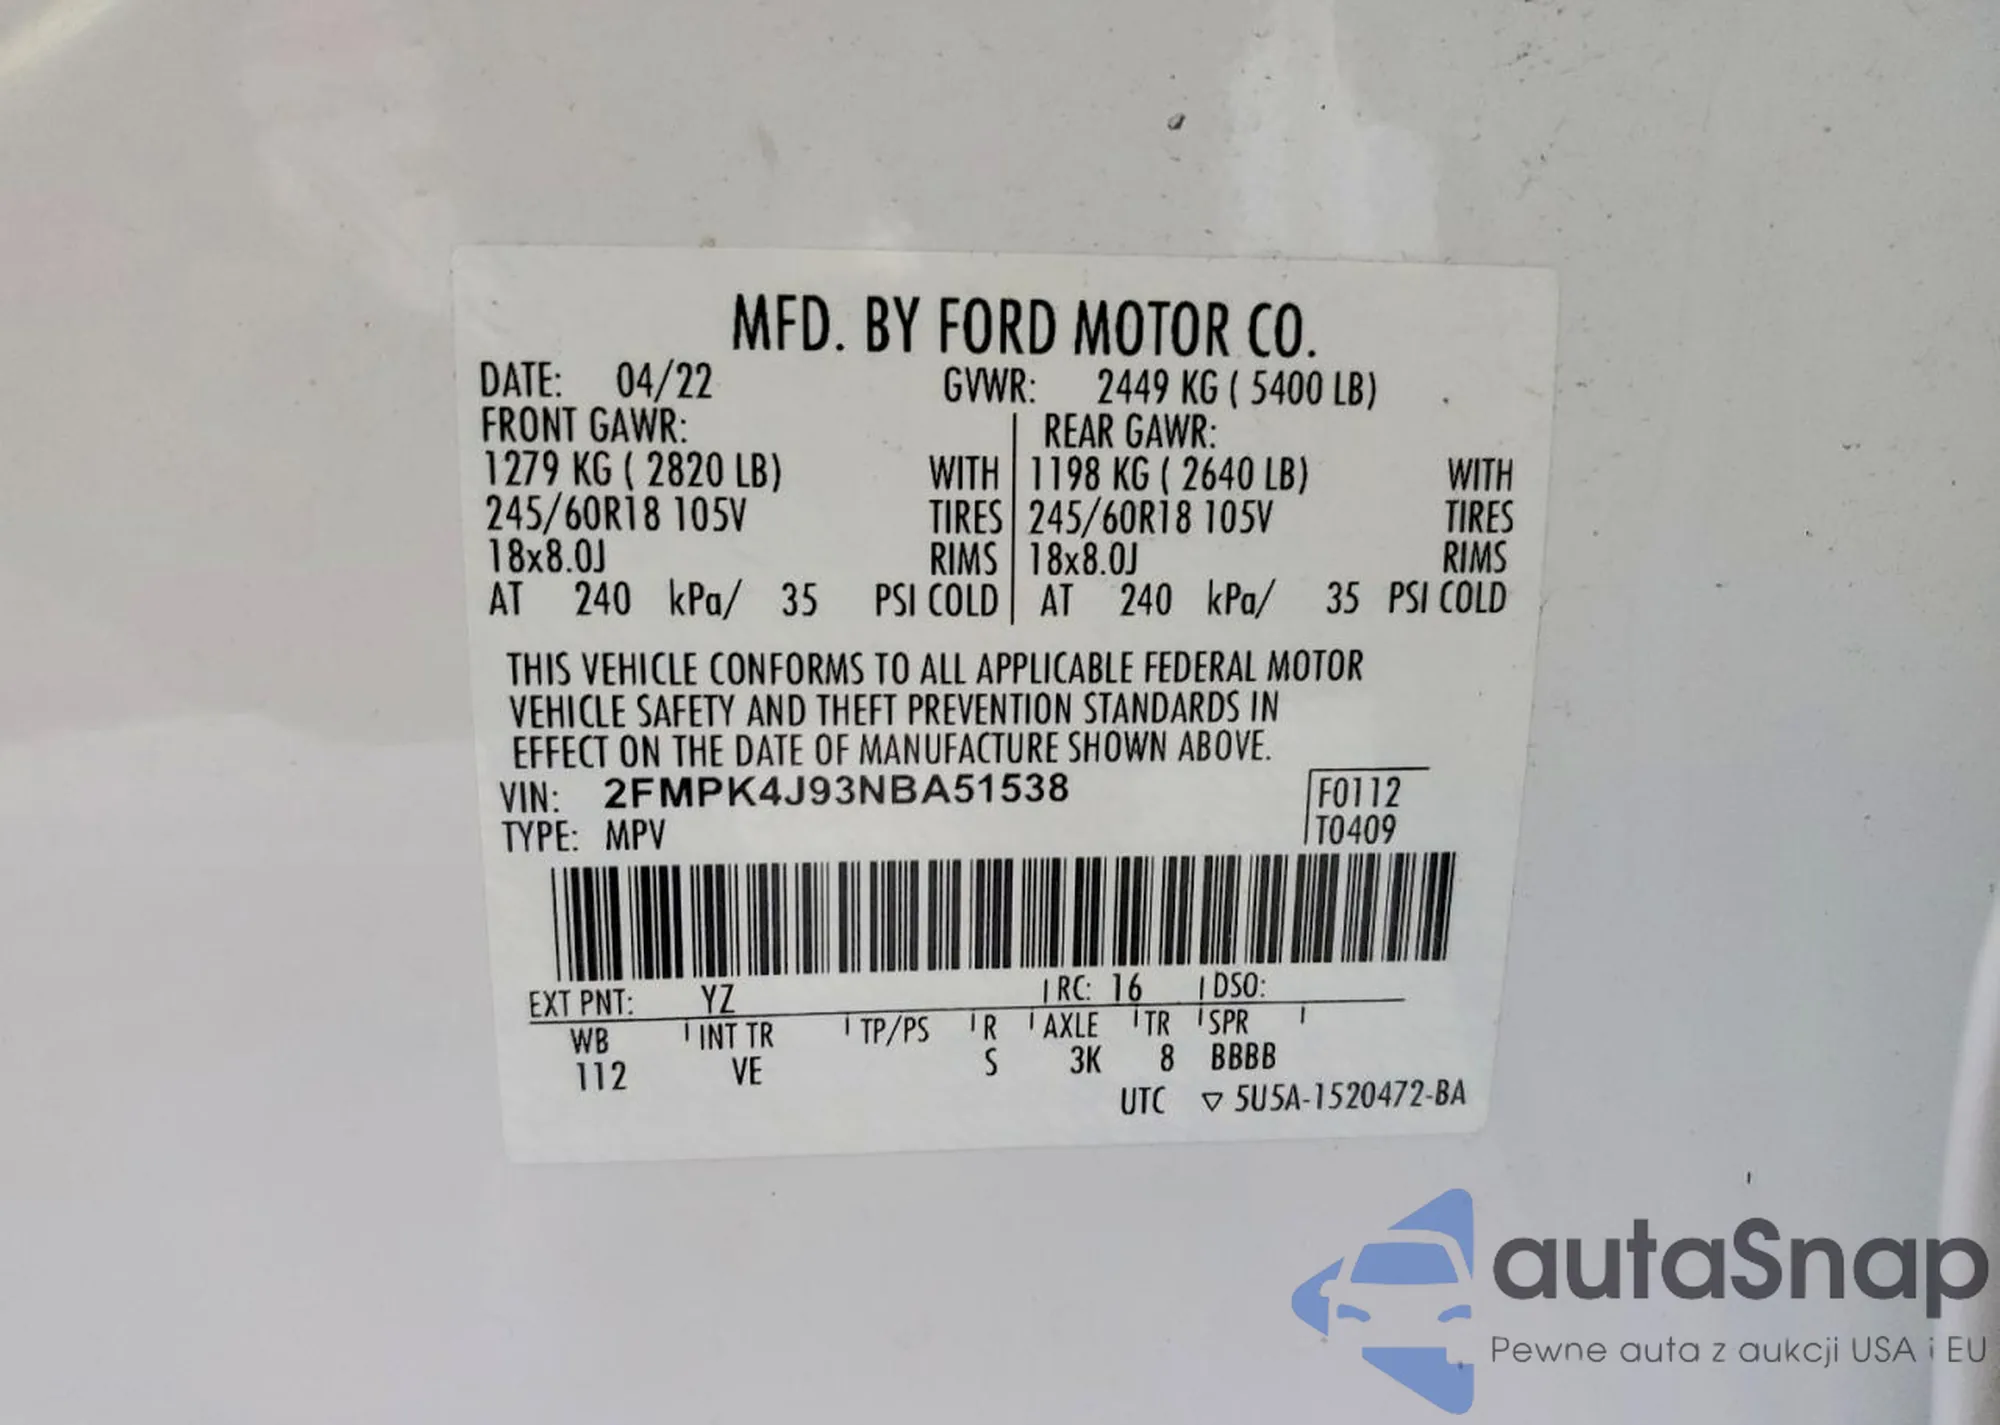 MFD. BY FORD MOTOR CO.
DATE: 04/22 GVWR: 2449 KG ( 5400 LB)
FRONT GAWR: REAR GAWR:
1279 KG ( 2820 LB) WITH 1198 KG ( 2640 LB) WITH
245/60R18 105V TIRES 245/60R18 105V TIRES
18x8.0J RIMS 18x8.0J RIMS
AT 240 kPa/ 35 PSI COLD AT 240 kPa/ 35 PSI COLD
THIS VEHICLE CONFORMS TO ALL APPLICABLE FEDERAL MOTOR
VEHICLE SAFETY AND THEFT PREVENTION STANDARDS IN
EFFECT ON THE DATE OF MANUFACTURE SHOWN ABOVE.
VIN: 2FMPK4J93NBA51538 F0112
TYPE: MPV T0409
EXT PNT: YZ RC: 16 DSO:
WB INT TR TP/PS R AXLE TR SPR
112 VE S 3K 8 BBBB
UTC ▽ 5U5A-1520472-BA
autaSnap
Pewne auta z aukcji USA i EU